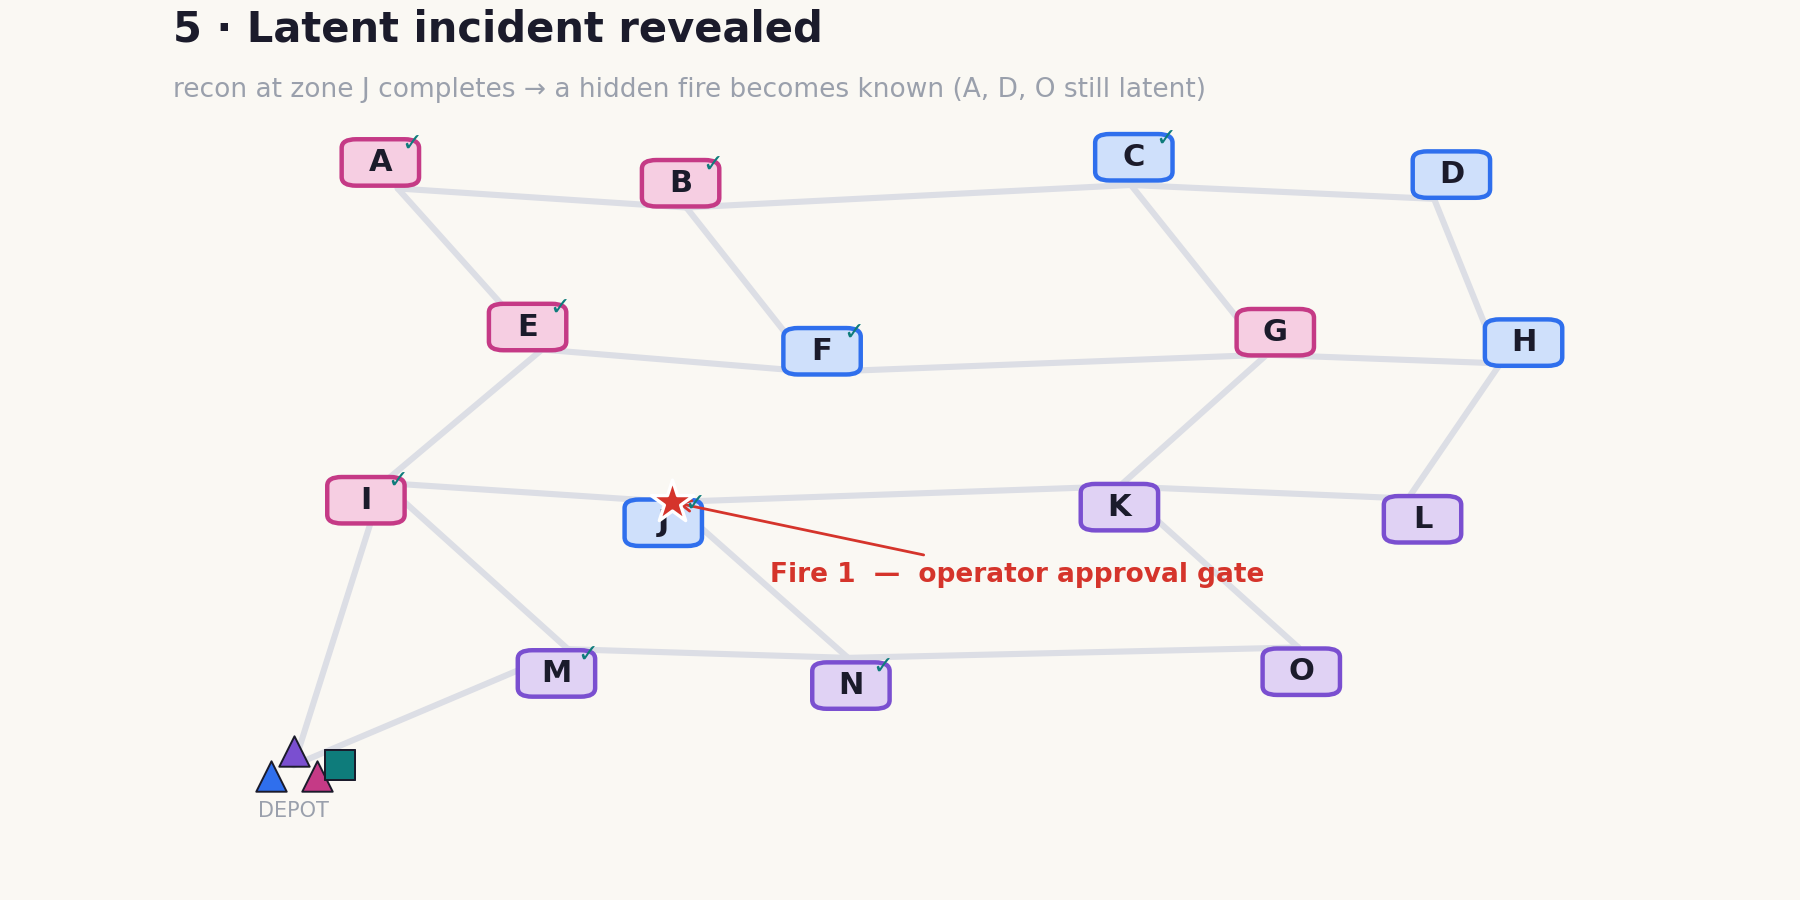 5 · Latent incident revealed
recon at zone J completes → a hidden fire becomes known (A, D, O still latent)
A ✓
B ✓
C ✓
D
E ✓
F ✓
G
H
I ✓
J ✓
K
L
Fire 1 — operator approval gate
M ✓
N ✓
O
DEPOT